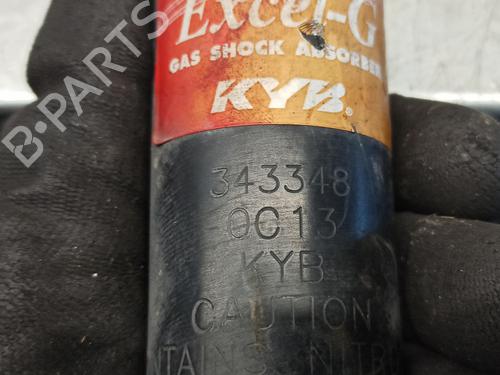 Excel-G
GAS SHOCK ABSORBER
KYB®
343348
0C13
KYB
CAUTION
B-PARTS